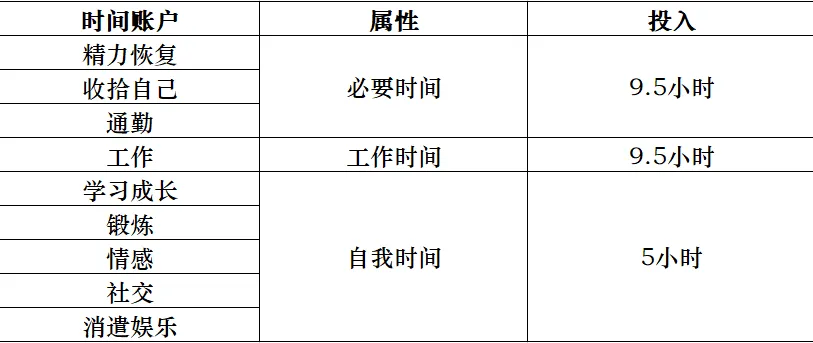 时间账户 属性 投入
精力恢复
收拾自己 必要时间 9.5小时
通勤
工作 工作时间 9.5小时
学习成长
锻炼
情感 自我时间 5小时
社交
消遣娱乐